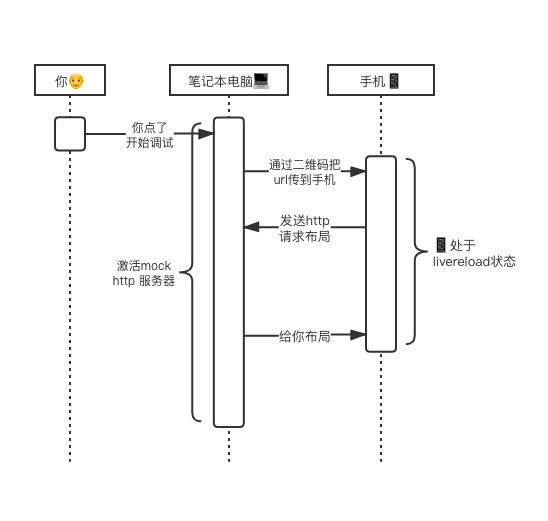 你👴
笔记本电脑💻
手机📱
你点了
开始调试
通过二维码把
url传到手机
发送http
请求布局
📱处于
livereload状态
激活mock
http 服务器
给你布局